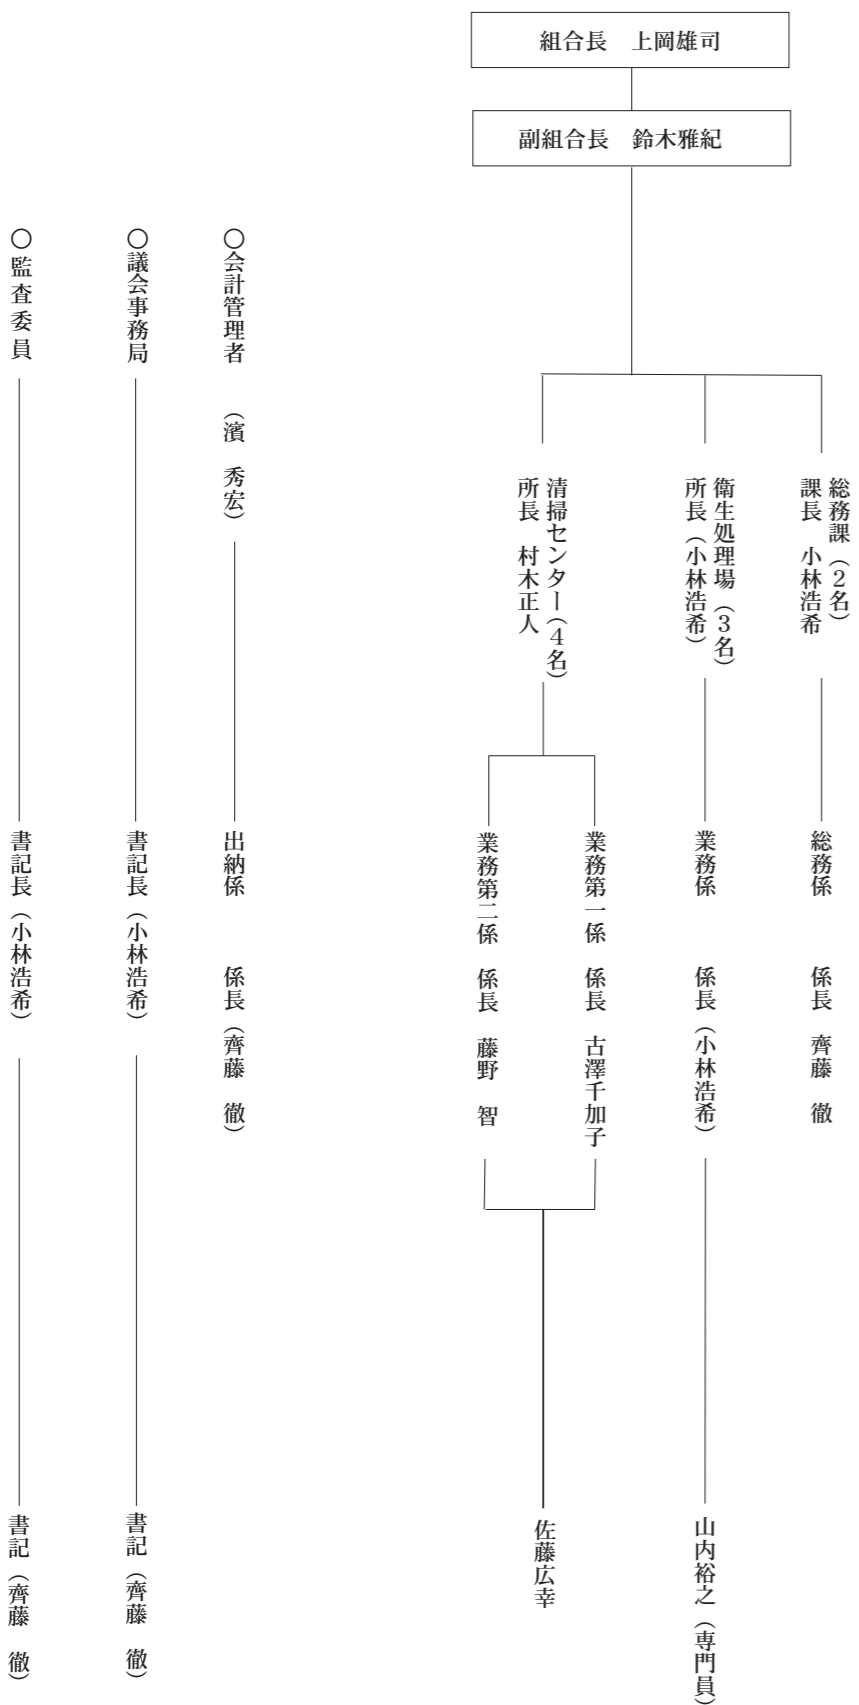 組合長　上岡雄司
副組合長　鈴木雅紀
総務課（２名）
課長　小林浩希
総務係　　　係長　齊藤　徹
衛生処理場（３名）
所長（小林浩希）
業務係　　　係長（小林浩希）
山内裕之（専門員）
清掃センター（４名）
所長　村木正人
業務第一係　係長　古澤千加子
業務第二係　係長　藤野　智
佐藤広幸
〇会計管理者　　（濱　秀宏）
出納係　　　係長（齊藤　徹）
〇議会事務局
書記長（小林浩希）
書記（齊藤　徹）
〇監査委員
書記長（小林浩希）
書記（齊藤　徹）